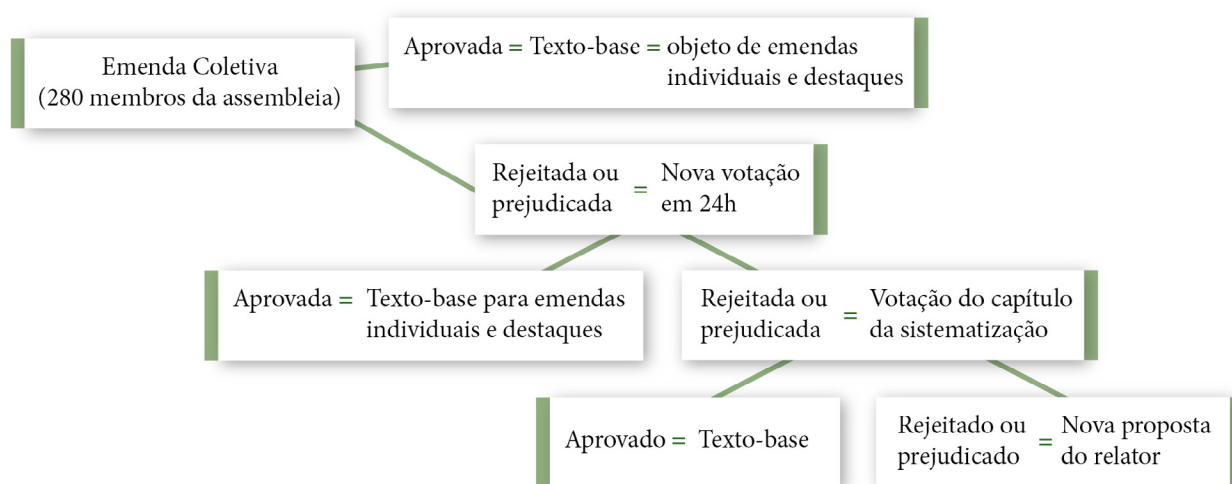 Emenda Coletiva
(280 membros da assembleia)
Aprovada = Texto-base = objeto de emendas
individuais e destaques
Rejeitada ou
prejudicada
=
Nova votação
em 24h
Aprovada = Texto-base para emendas
individuais e destaques
Rejeitada ou
prejudicada
=
Votação do capítulo
da sistematização
Aprovado = Texto-base
Rejeitado ou
prejudicado
=
Nova proposta
do relator